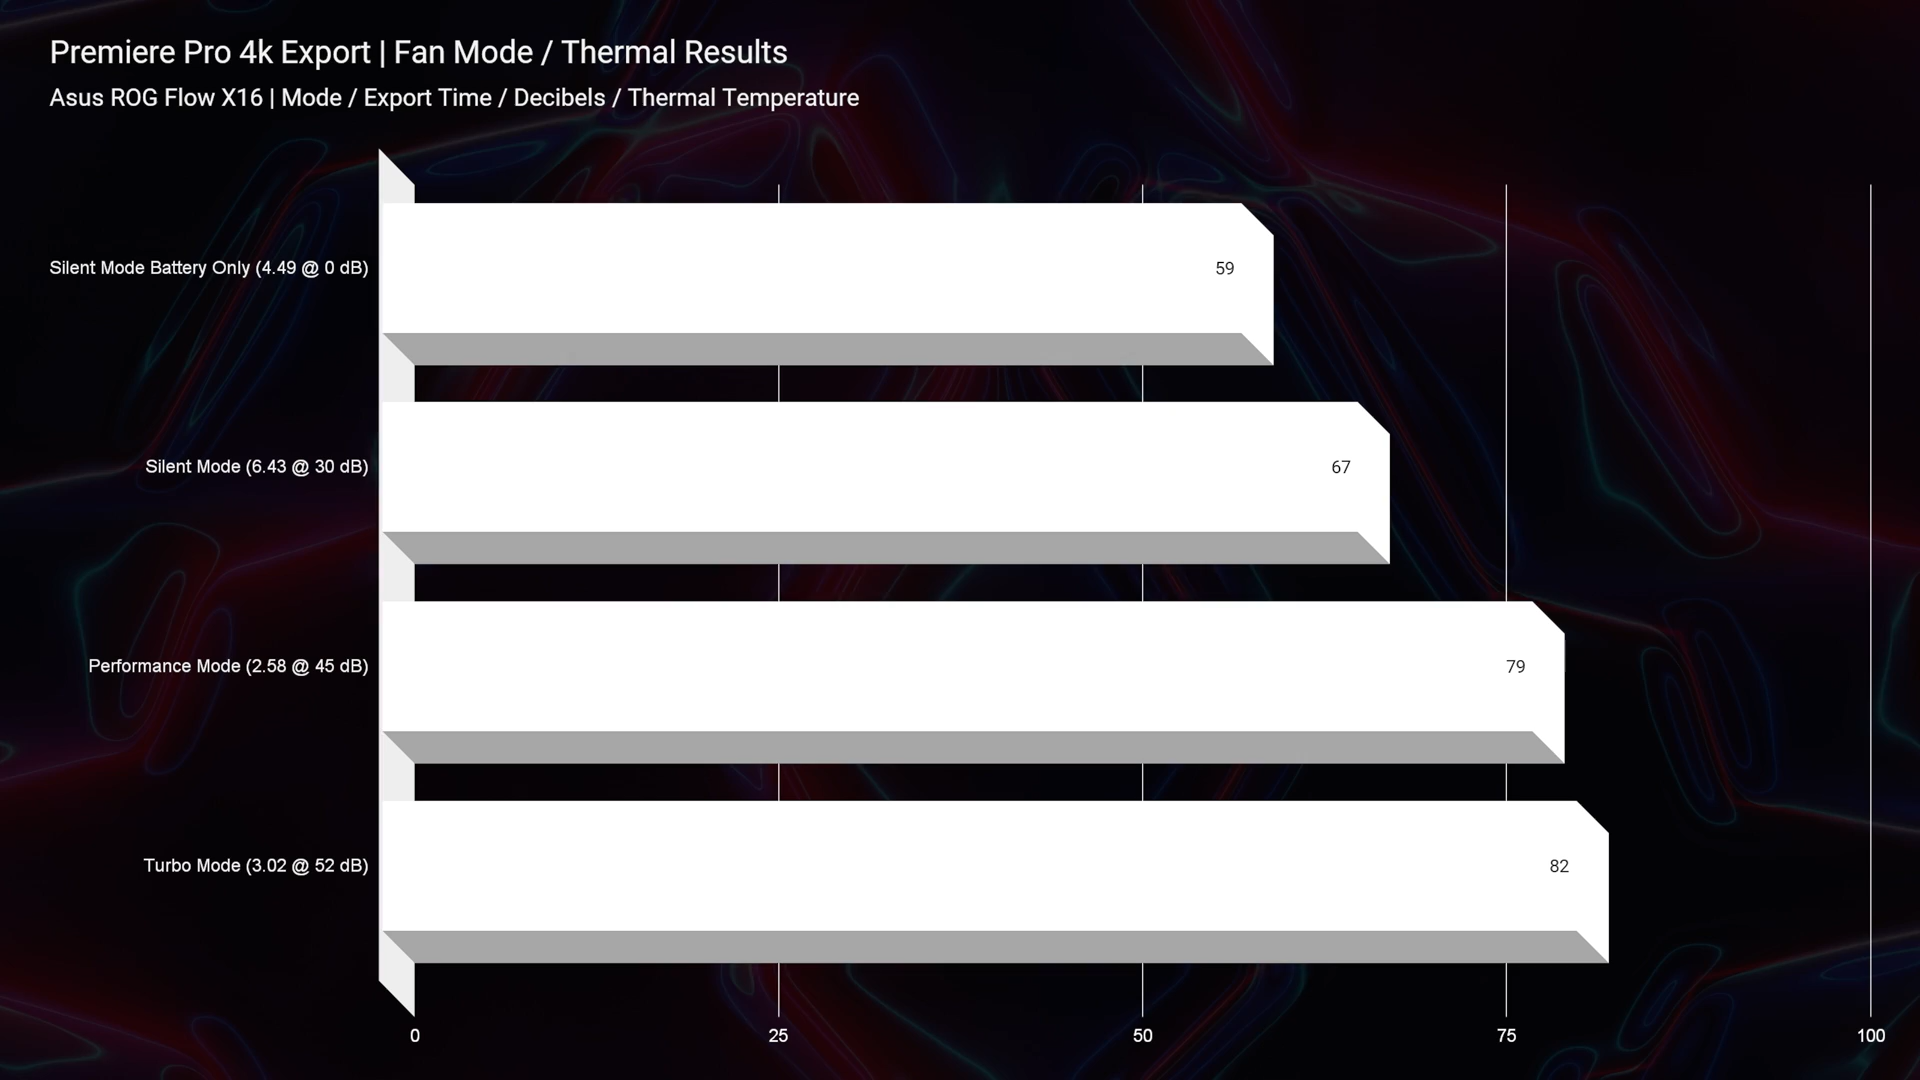 Premiere Pro 4k Export | Fan Mode / Thermal Results
Asus ROG Flow X16 | Mode / Export Time / Decibels / Thermal Temperature
Silent Mode Battery Only (4.49 @ 0 dB)
59
Silent Mode (6.43 @ 30 dB)
67
Performance Mode (2.58 @ 45 dB)
79
Turbo Mode (3.02 @ 52 dB)
82
0 25 50 75 100